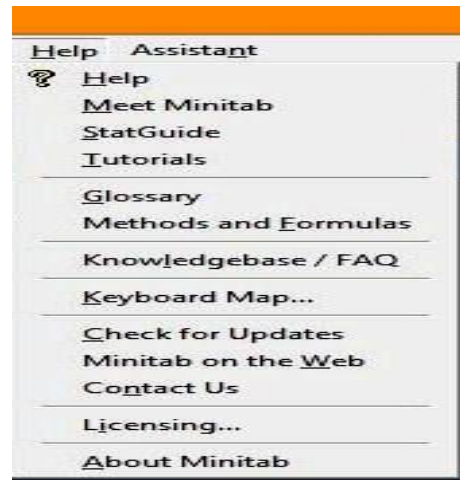 Help Assistant
Help
Meet Minitab
StatGuide
Tutorials
Glossary
Methods and Formulas
Knowledgebase / FAQ
Keyboard Map...
Check for Updates
Minitab on the Web
Contact Us
Licensing...
About Minitab